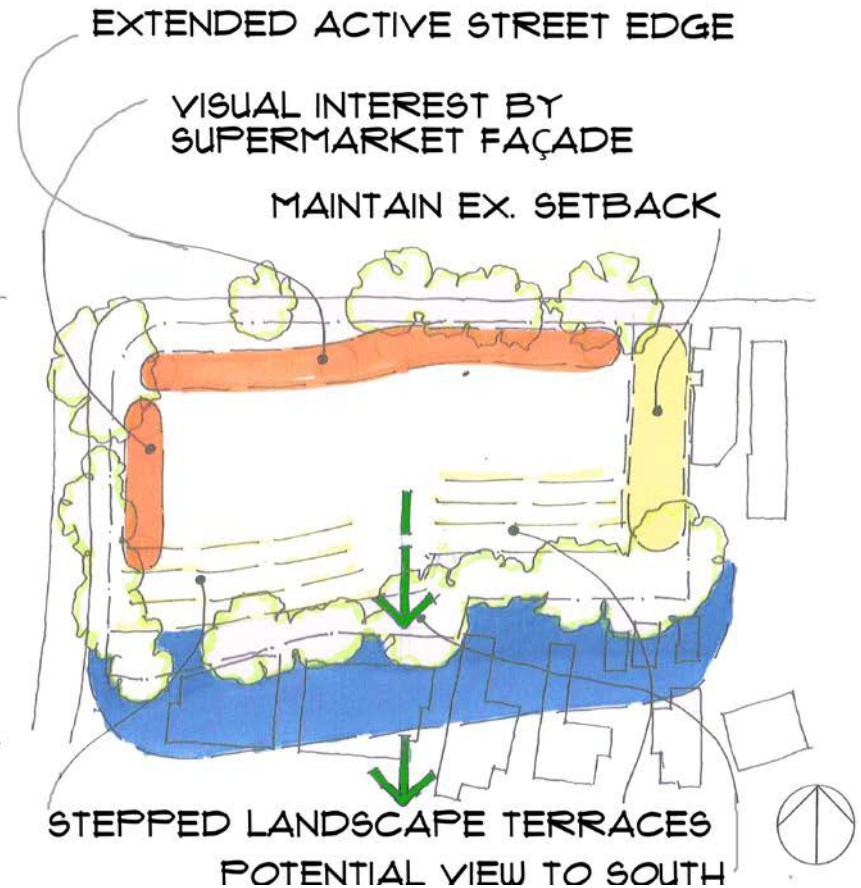 EXTENDED ACTIVE STREET EDGE
VISUAL INTEREST BY
SUPERMARKET FAÇADE
MAINTAIN EX. SETBACK
STEPPED LANDSCAPE TERRACES
POTENTIAL VIEW TO SOUTH